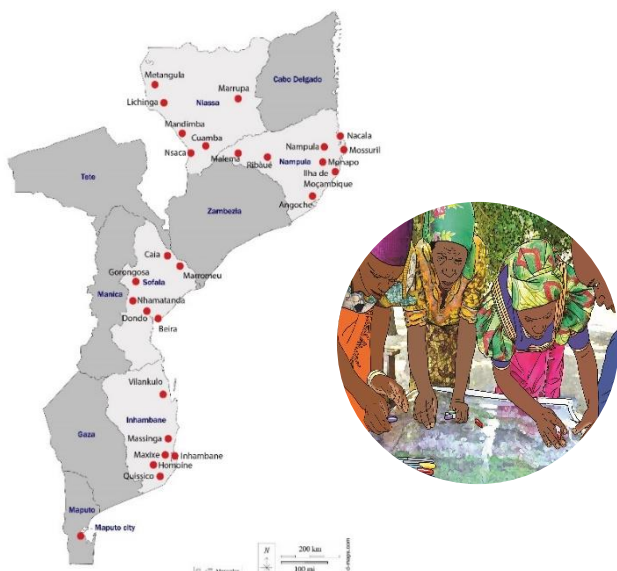 Cabo Delgado
Metangula
Marrupa
Lichinga
Niassa
Mandimba
Cuamba
Nacala
Nampula
Nsaca
Malema
Mossuril
Nampula
Monapo
Ribáuè
Tete
Ilha de
Moçambique
Zambezia
Angoche
Caia
Gorongosa
Marromeu
Sofala
Manica
Nhamatanda
Dondo
Beira
Vilankulo
Gaza
Inhambane
Massinga
Maxixe
Inhambane
Homoine
Quissico
Maputo
Maputo city
N
200 km
100 mi